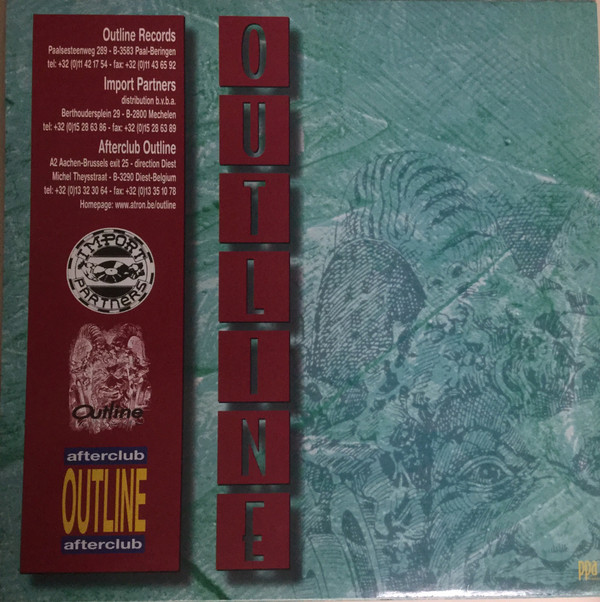 Outline Records
Paalsesteenweg 289 - B-3583 Paal-Beringen
tel: +32 (0)11 42 17 54 - fax: +32 (0)11 43 65 92
Import Partners
distribution b.v.b.a.
Berthoudersplein 29 - B-2800 Mechelen
tel: +32 (0)15 28 63 86 - fax: +32 (0)15 28 63 89
Afterclub Outline
A2 Aachen-Brussels exit 25 - direction Diest
Michel Theysstraat - B-3290 Diest-Belgium
tel: +32 (0)13 32 30 64 - fax: +32 (0)13 35 10 78
Homepage: www.atron.be/outline
IMPORT
PARTNERS
Outline
afterclub
OUTLINE
afterclub
O
U
T
L
I
N
E
ppa